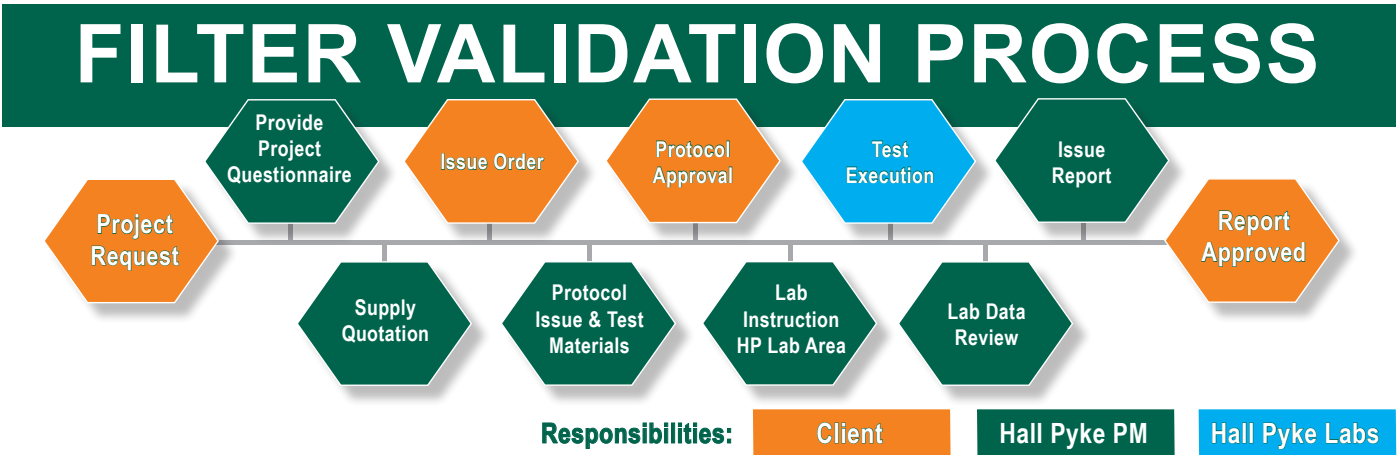 FILTER VALIDATION PROCESS
Project
Request
Provide
Project
Questionnaire
Supply
Quotation
Issue Order
Protocol
Issue & Test
Materials
Protocol
Approval
Lab
Instruction
HP Lab Area
Test
Execution
Lab Data
Review
Issue
Report
Report
Approved
Responsibilities:
Client
Hall Pyke PM
Hall Pyke Labs